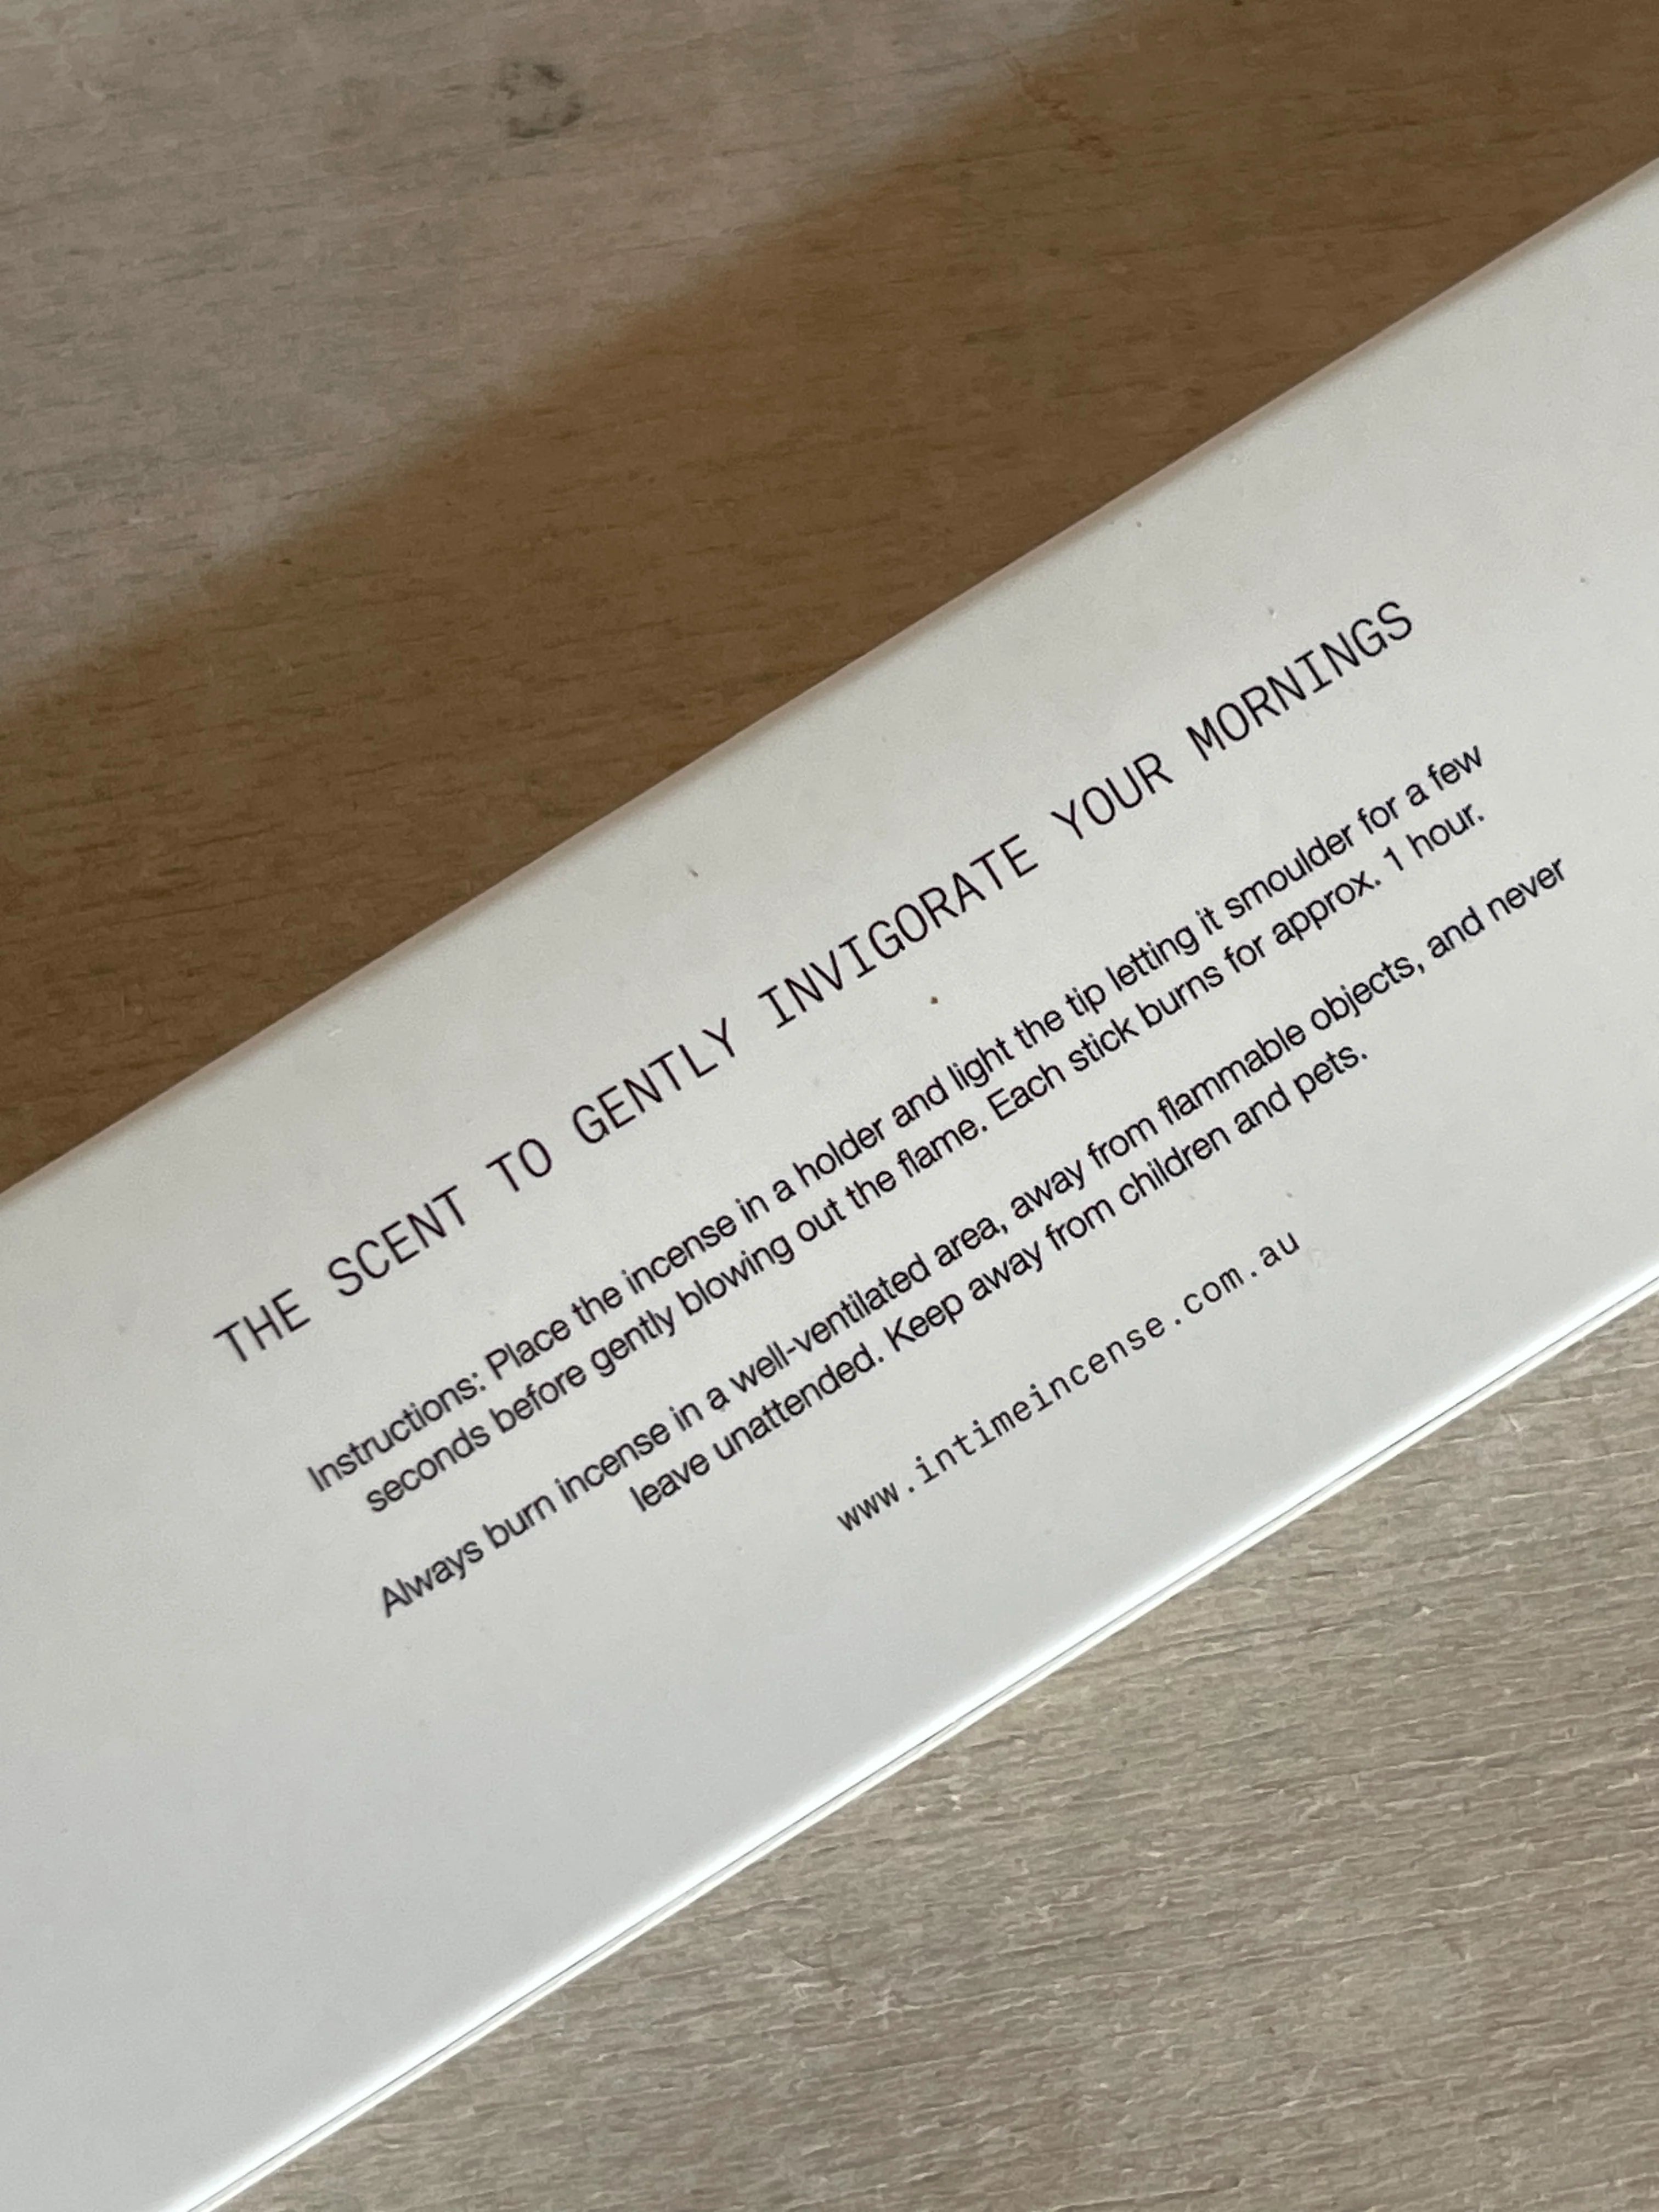 THE SCENT TO GENTLY INVIGORATE YOUR MORNINGS
Instructions: Place the incense in a holder and light the tip letting it smoulder for a few
seconds before gently blowing out the flame. Each stick burns for approx. 1 hour.
Always burn incense in a well-ventilated area, away from flammable objects, and never
leave unattended. Keep away from children and pets.
www.intimeincense.com.au